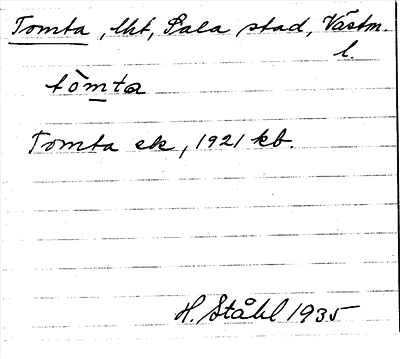 Tomta, lht, Sala stad, Västm.
l.
tòmta
Tomta ek, 1921 kb.
H. Ståhl 1935